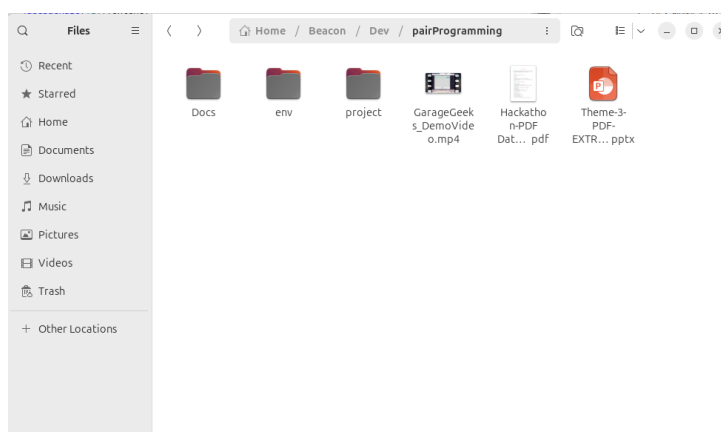 Files
Home / Beacon / Dev / pairProgramming
Recent
Starred
Home
Documents
Downloads
Music
Pictures
Videos
Trash
+ Other Locations
Docs
env
project
GarageGeek
s_DemoVide
o.mp4
Hackatho
n-PDF
Dat… pdf
Theme-3-
PDF-
EXTR… pptx